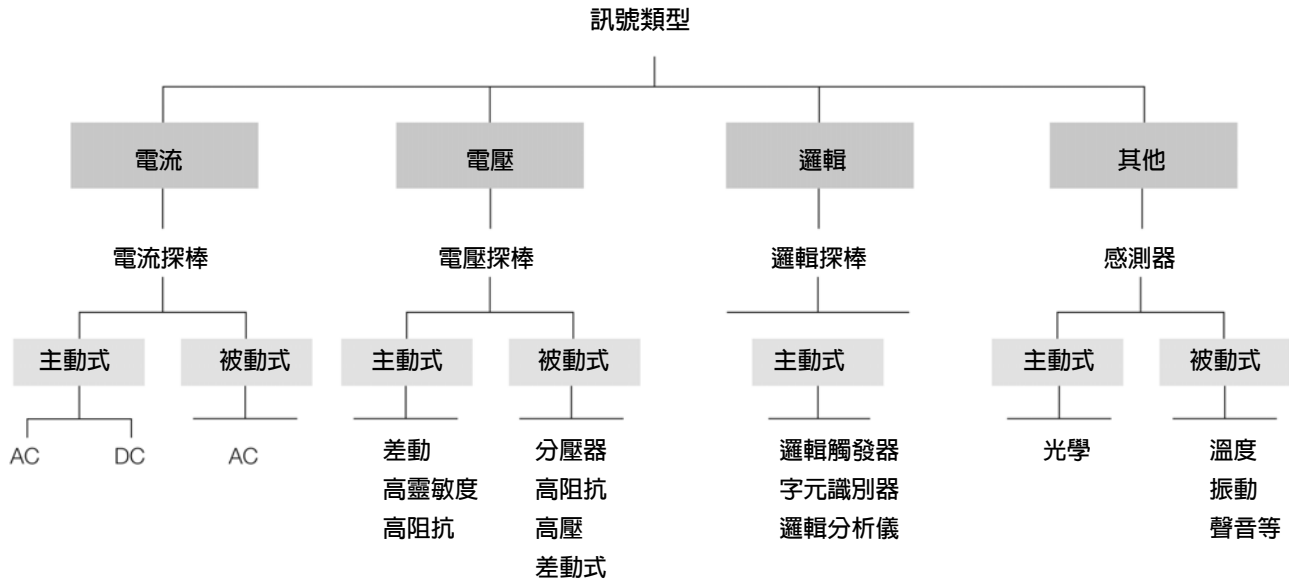 訊號類型
電流
電壓
邏輯
其他
電流探棒
電壓探棒
邏輯探棒
感測器
主動式
被動式
主動式
被動式
主動式
主動式
被動式
AC
DC
AC
差動
高靈敏度
高阻抗
分壓器
高阻抗
高壓
差動式
邏輯觸發器
字元識別器
邏輯分析儀
光學
溫度
振動
聲音等